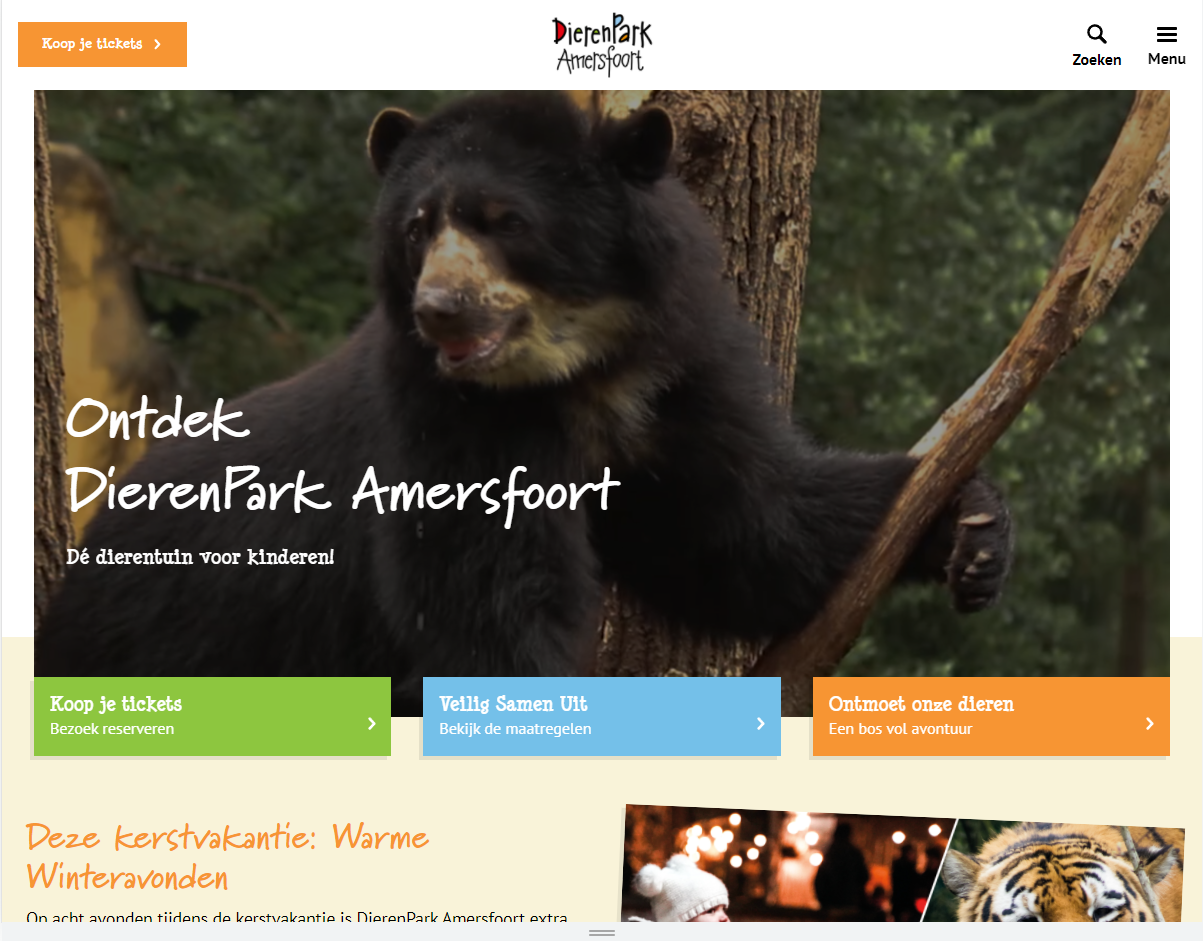 Koop je tickets
DierenPark
Amersfoort
Zoeken
Menu
Ontdek
DierenPark Amersfoort
Dé dierentuin voor kinderen!
Koop je tickets
Bezoek reserveren
Veilig Samen Uit
Bekijk de maatregelen
Ontmoet onze dieren
Een bos vol avontuur
Deze kerstvakantie: Warme
Winteravonden
Op acht avonden tijdens de kerstvakantie is DierenPark Amersfoort extra